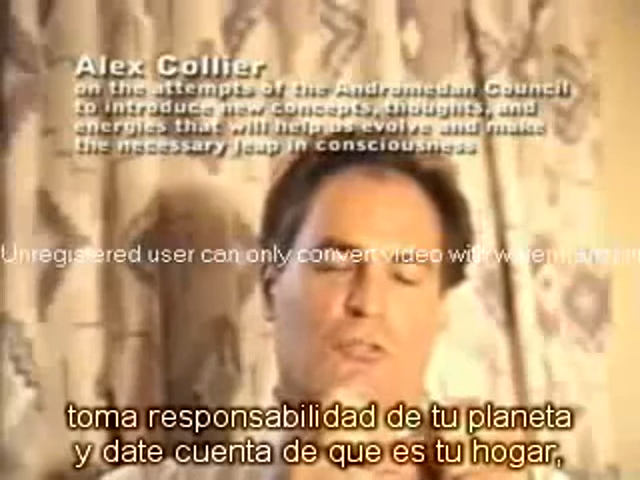 Alex Collier
on the attempts of the Andromedan Council
to introduce new concepts, thoughts, and
energies that will help us evolve and make
the necessary leap in consciousness
Unregistered user can only convert video with watermark
toma responsabilidad de tu planeta
y date cuenta de que es tu hogar,